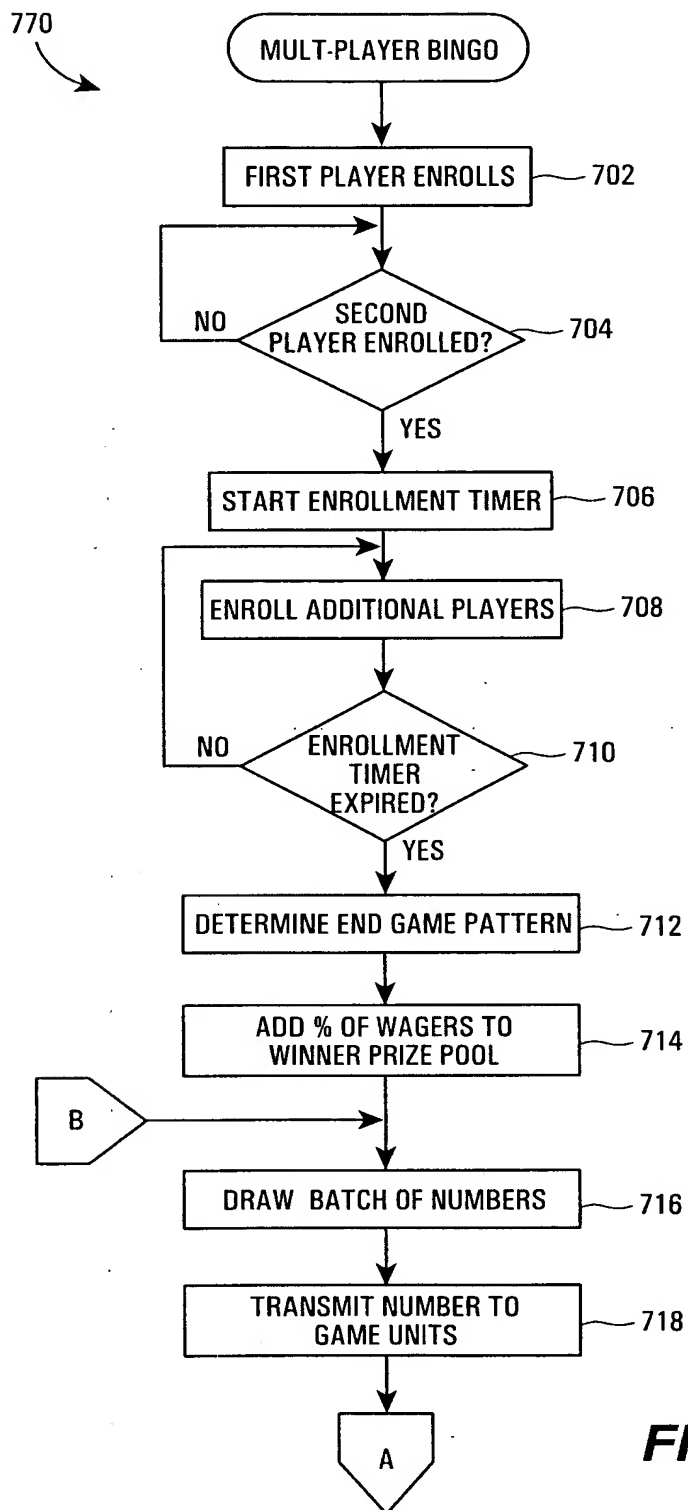 770
MULT-PLAYER BINGO
FIRST PLAYER ENROLLS
702
SECOND
PLAYER ENROLLED?
704
NO
YES
START ENROLLMENT TIMER
706
ENROLL ADDITIONAL PLAYERS
708
ENROLLMENT
TIMER
EXPIRED?
710
NO
YES
DETERMINE END GAME PATTERN
712
ADD % OF WAGERS TO
WINNER PRIZE POOL
714
B
DRAW BATCH OF NUMBERS
716
TRANSMIT NUMBER TO
GAME UNITS
718
A